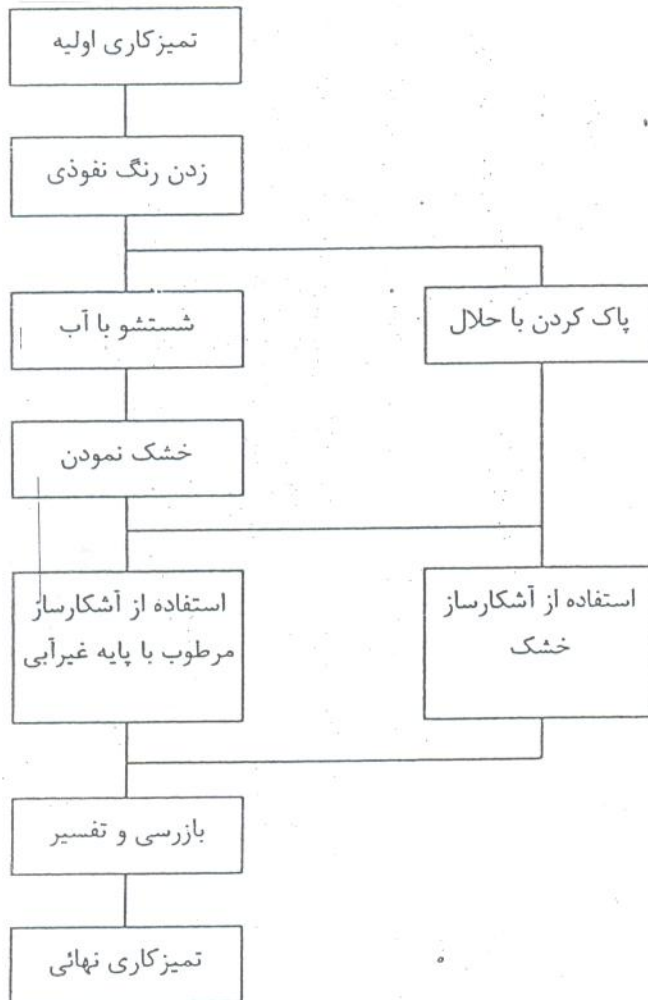 تمیزکاری اولیه
زدن رنگ نفوذی
شستشو با آب
پاک کردن با حلال
خشک نمودن
استفاده از آشکارساز
مرطوب با پایه غیرآبی
استفاده از آشکارساز
خشک
بازرسی و تفسیر
تمیزکاری نهائی